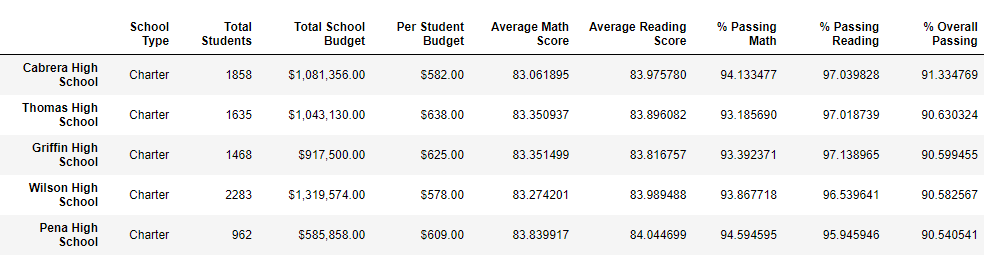 School Type Total Students Total School Budget Per Student Budget Average Math Score Average Reading Score % Passing Math % Passing Reading % Overall Passing
Cabrera High School Charter 1858 $1,081,356.00 $582.00 83.061895 83.975780 94.133477 97.039828 91.334769
Thomas High School Charter 1635 $1,043,130.00 $638.00 83.350937 83.896082 93.185690 97.018739 90.630324
Griffin High School Charter 1468 $917,500.00 $625.00 83.351499 83.816757 93.392371 97.138965 90.599455
Wilson High School Charter 2283 $1,319,574.00 $578.00 83.274201 83.989488 93.867718 96.539641 90.582567
Pena High School Charter 962 $585,858.00 $609.00 83.839917 84.044699 94.594595 95.945946 90.540541